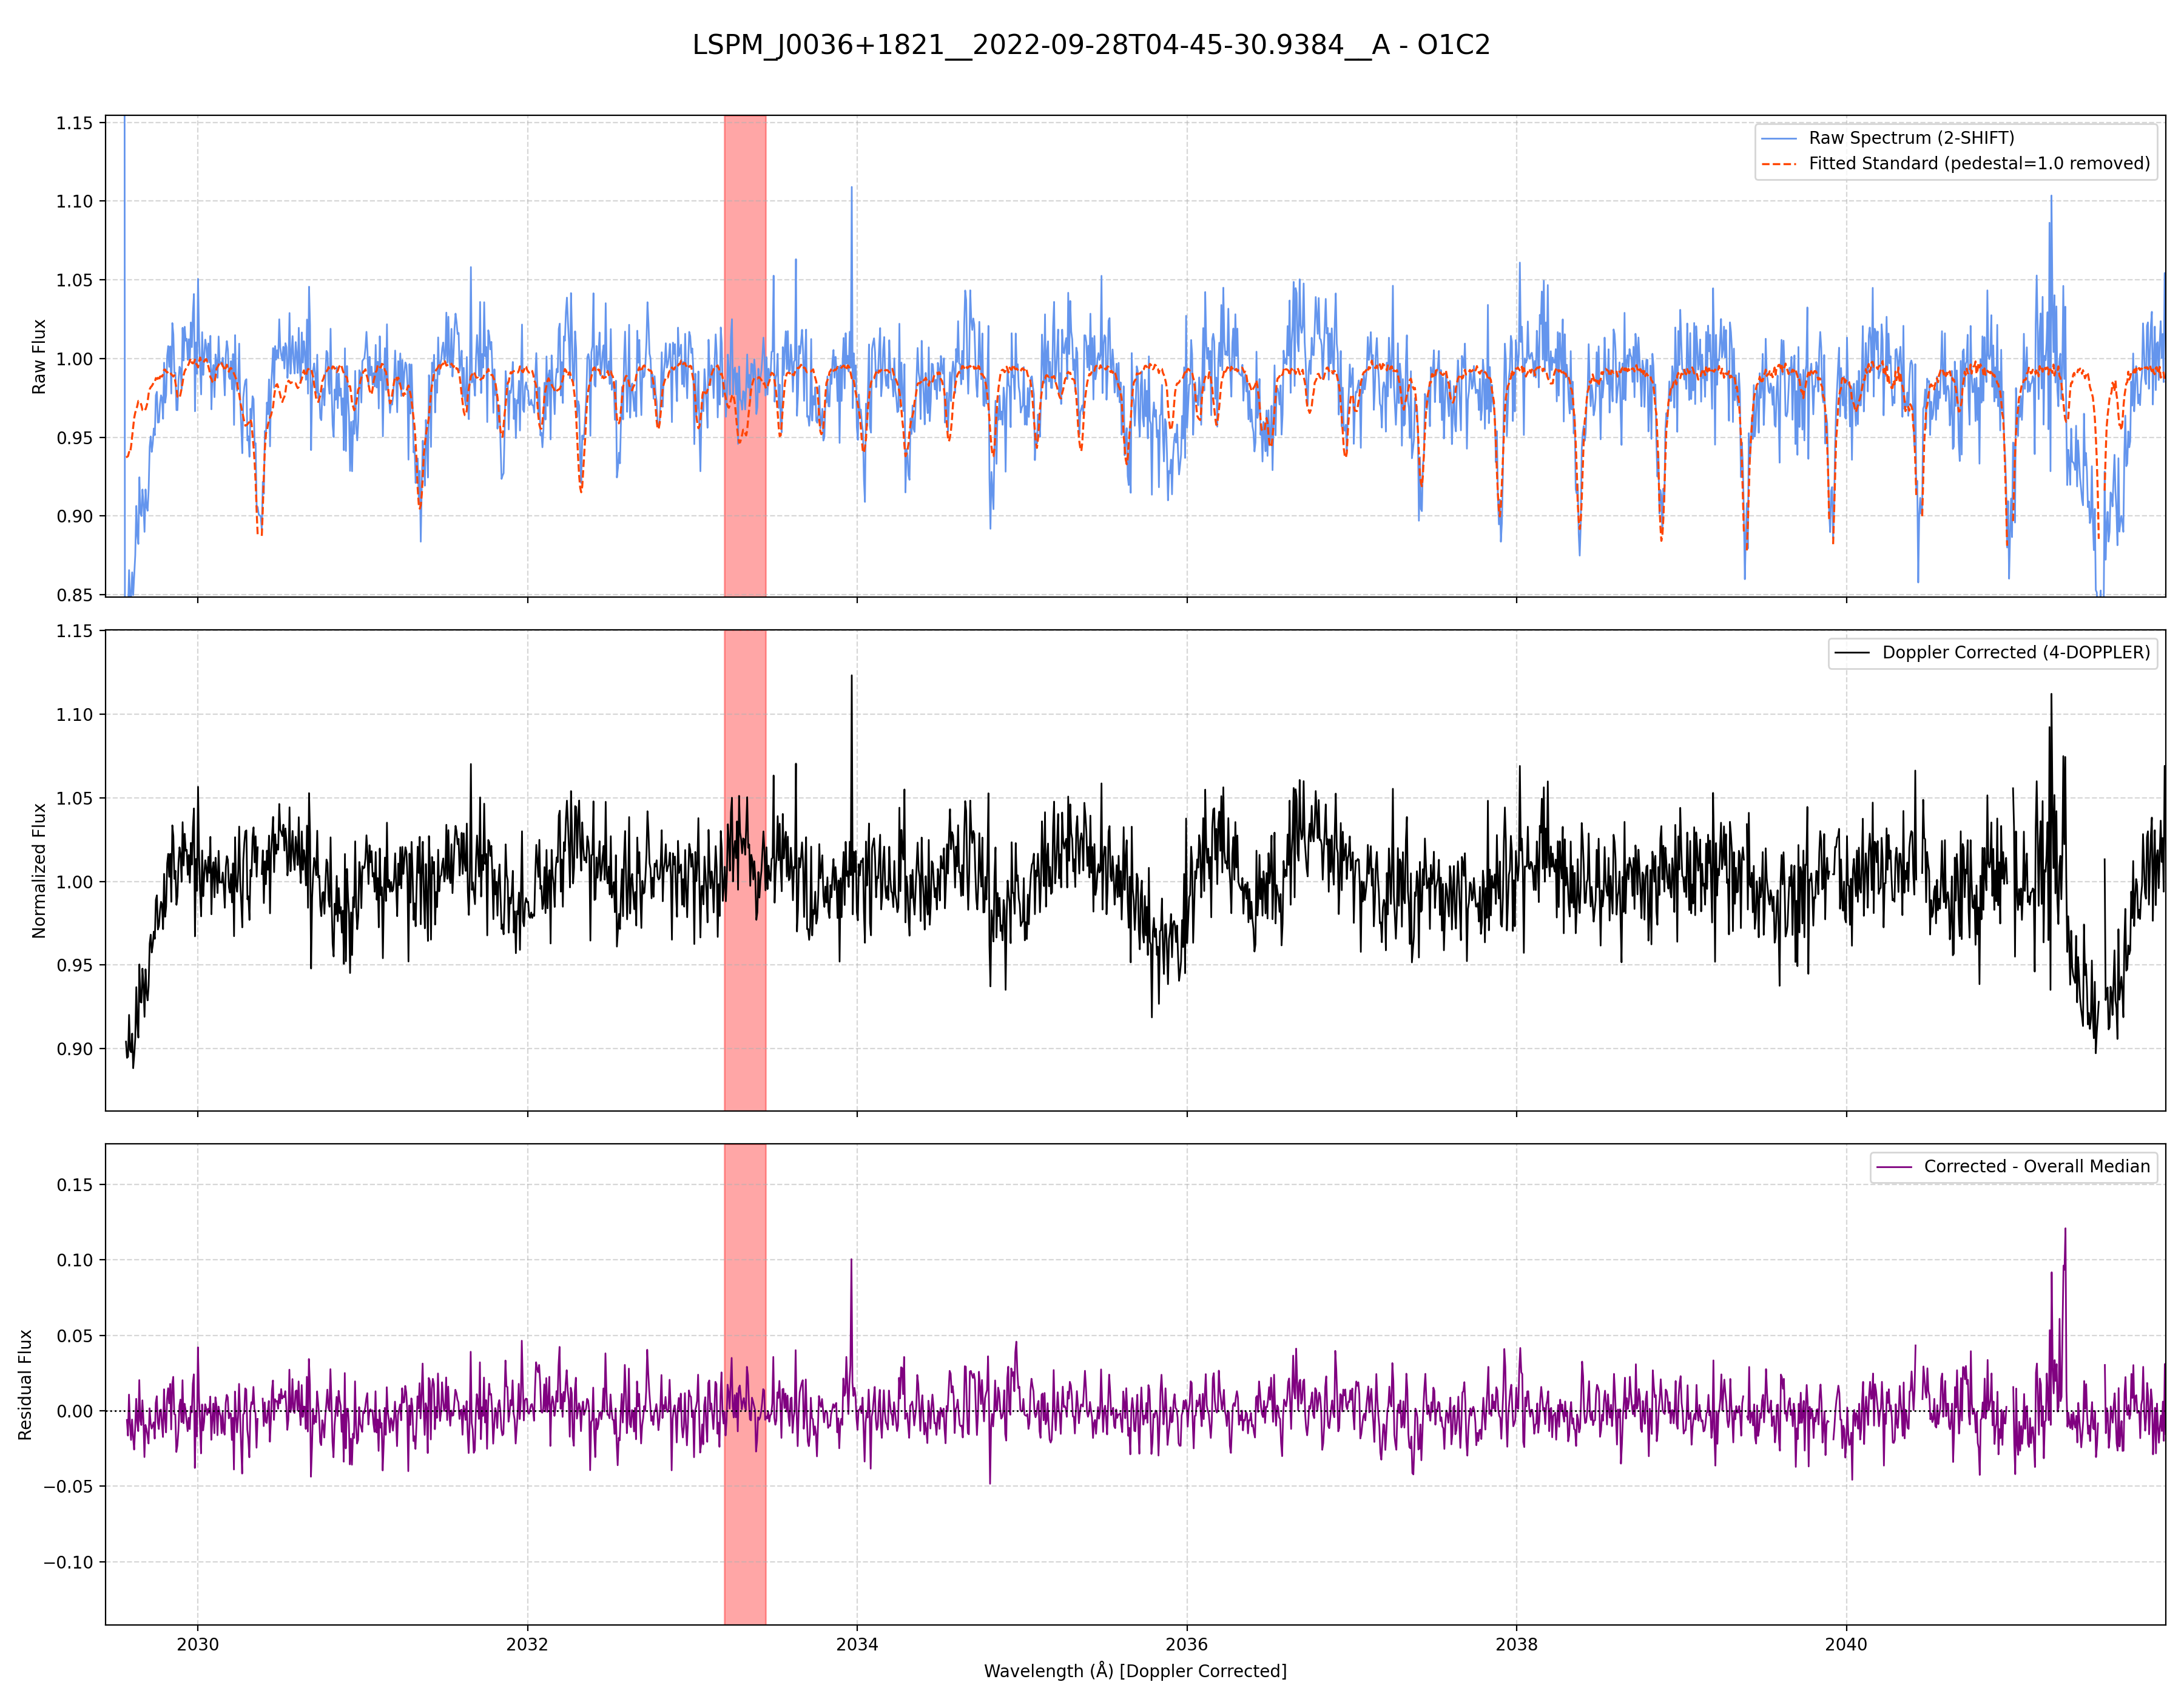 LSPM_J0036+1821__2022-09-28T04-45-30.9384__A - O1C2
Raw Flux
1.15
1.10
1.05
1.00
0.95
0.90
0.85
Raw Spectrum (2-SHIFT)
Fitted Standard (pedestal=1.0 removed)
Normalized Flux
1.15
1.10
1.05
1.00
0.95
0.90
Doppler Corrected (4-DOPPLER)
Residual Flux
0.15
0.10
0.05
0.00
−0.05
−0.10
Corrected - Overall Median
2030 2032 2034 2036 2038 2040
Wavelength (Å) [Doppler Corrected]